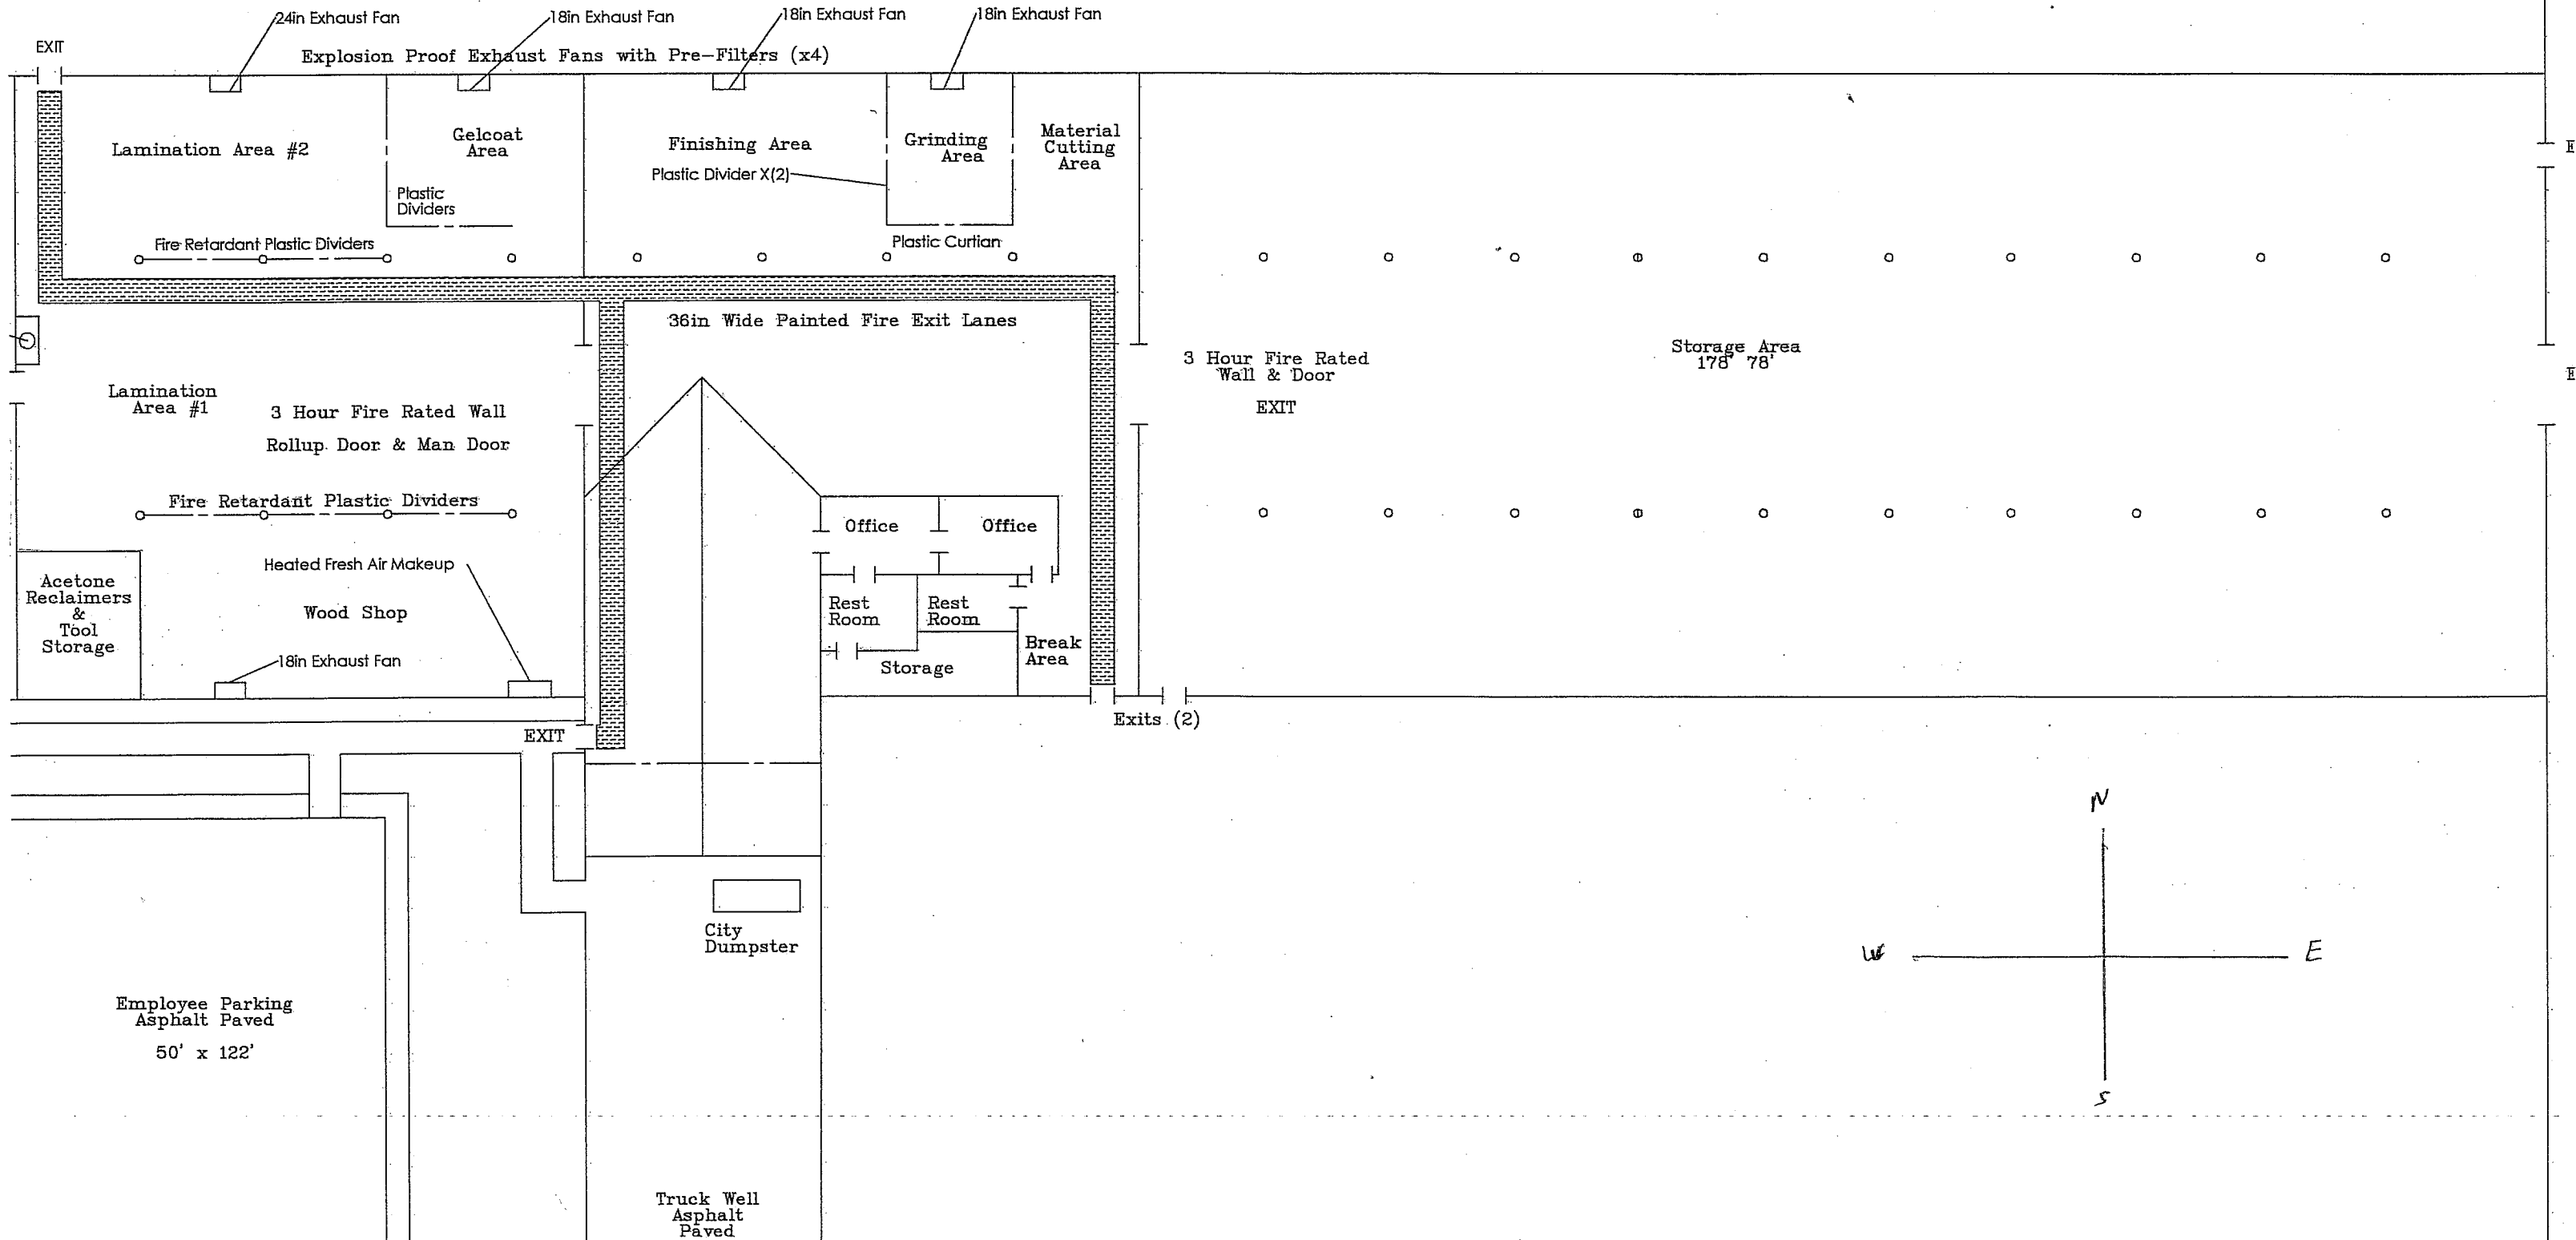 24in Exhaust Fan
18in Exhaust Fan
18in Exhaust Fan
18in Exhaust Fan
EXIT
Explosion Proof Exhaust Fans with Pre-Filters (x4)
Lamination Area #2
Gelcoat
Area
Finishing Area
Plastic Divider X(2)
Grinding
Area
Material
Cutting
Area
E
Plastic
Dividers
Fire Retardant Plastic Dividers
Plastic Curtian
36in Wide Painted Fire Exit Lanes
3 Hour Fire Rated
Wall & Door
EXIT
Storage Area
178' 78'
E
Lamination
Area #1
3 Hour Fire Rated Wall
Rollup Door & Man Door
Fire Retardant Plastic Dividers
Office
Office
Heated Fresh Air Makeup
Acetone
Reclaimers
&
Tool
Storage
Wood Shop
Rest
Room
Rest
Room
Break
Area
18in Exhaust Fan
Storage
Exits (2)
EXIT
N
W
E
S
City
Dumpster
Employee Parking
Asphalt Paved
50' x 122'
Truck Well
Asphalt
Paved